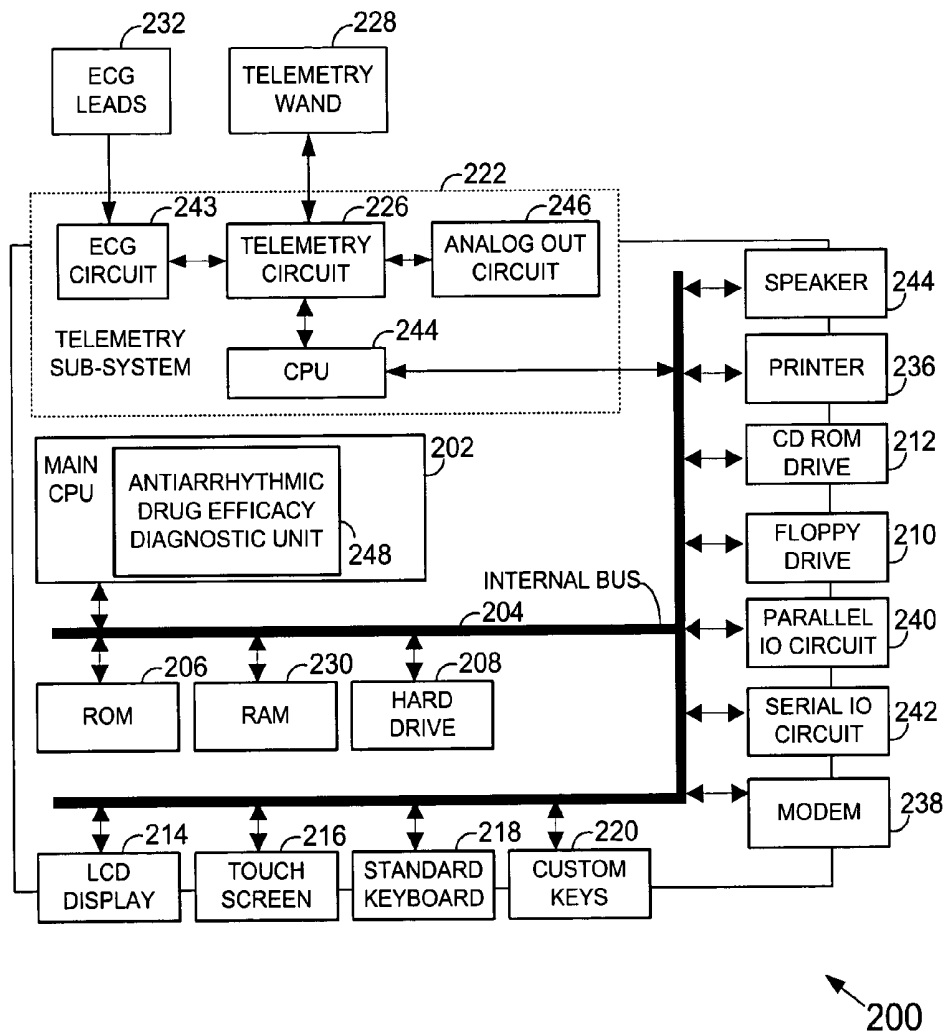 232
228
ECG
LEADS
TELEMETRY
WAND
222
243
226
246
ECG
CIRCUIT
TELEMETRY
CIRCUIT
ANALOG OUT
CIRCUIT
TELEMETRY
SUB-SYSTEM
244
CPU
SPEAKER
244
PRINTER
236
CD ROM
DRIVE
212
FLOPPY
DRIVE
210
PARALLEL
IO CIRCUIT
240
SERIAL IO
CIRCUIT
242
MODEM
238
MAIN
CPU
202
ANTIARRHYTHMIC
DRUG EFFICACY
DIAGNOSTIC UNIT
248
INTERNAL BUS
204
206
230
208
ROM
RAM
HARD
DRIVE
214
216
218
220
LCD
DISPLAY
TOUCH
SCREEN
STANDARD
KEYBOARD
CUSTOM
KEYS
200